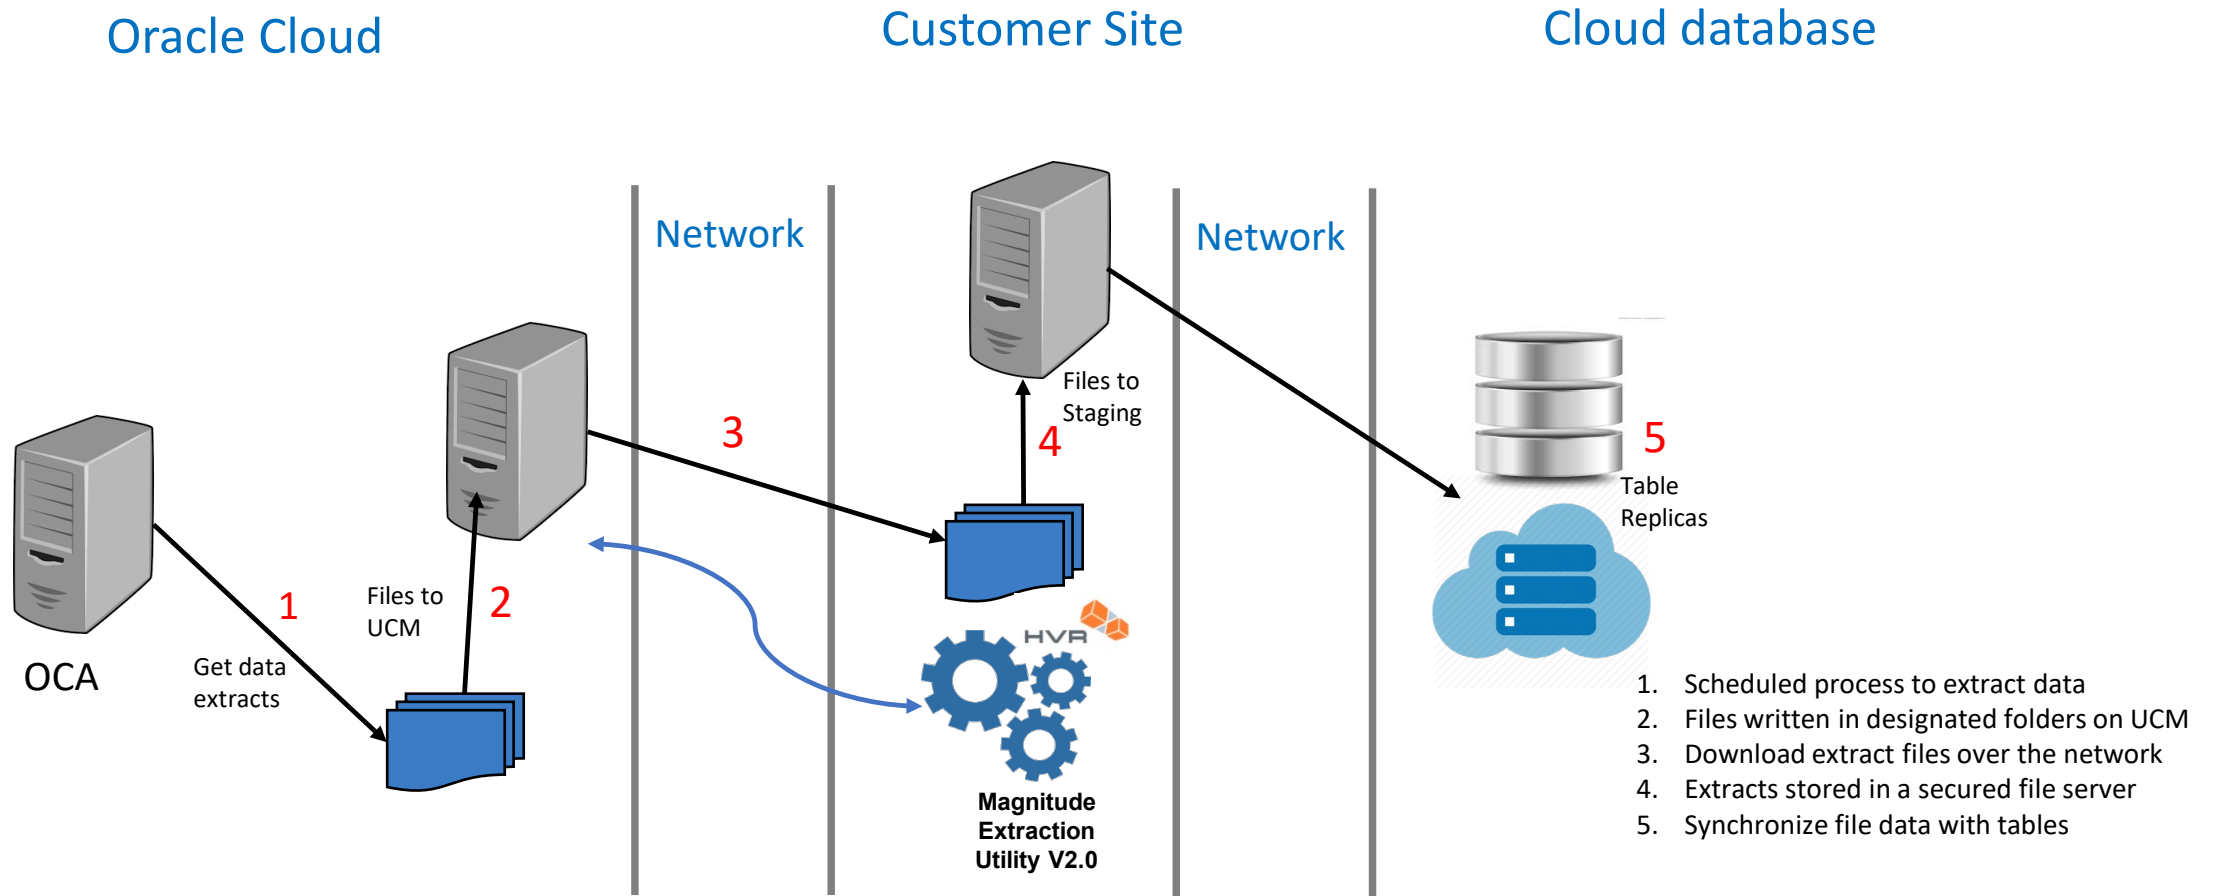 Oracle Cloud
Customer Site
Cloud database
Network
Network
Files to
Staging
3
4
5
Table
Replicas
1
Files to
UCM
2
HVR
OCA
Get data
extracts
Magnitude
Extraction
Utility V2.0
1. Scheduled process to extract data
2. Files written in designated folders on UCM
3. Download extract files over the network
4. Extracts stored in a secured file server
5. Synchronize file data with tables